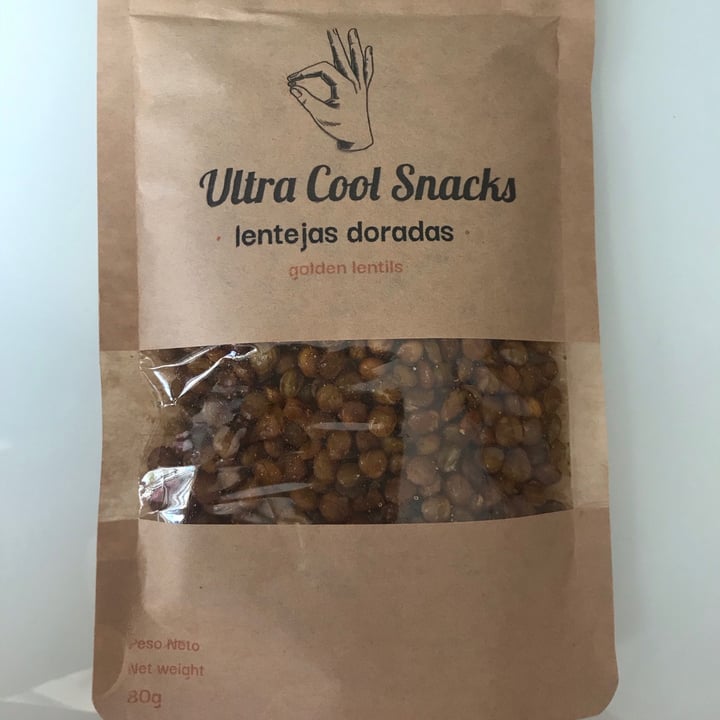 Ultra Cool Snacks
lentejas doradas
golden lentils
Peso Neto
Net weight
80g